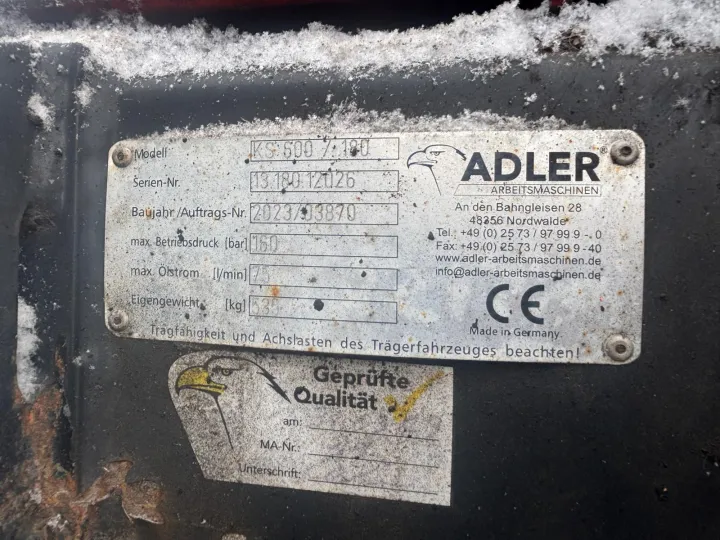 Modell KS 600 / 180
Serien-Nr. 13.180.12026
Baujahr/Auftrags-Nr. 2023/03870
max. Betriebsdruck [bar] 160
max. Ölstrom [l/min] 75
Eigengewicht [kg]
ADLER®
ARBEITSMASCHINEN
An den Bahngleisen 28
48356 Nordwalde
Tel.: +49 (0) 25 73 / 97 99 9 - 0
Fax: +49 (0) 25 73 / 97 99 9 -40
www.adler-arbeitsmaschinen.de
info@adler-arbeitsmaschinen.de
CE
Made in Germany
Tragfähigkeit und Achslasten des Trägerfahrzeuges beachten!
Geprüfte
Qualität
am:
MA-Nr.:
Unterschrift: